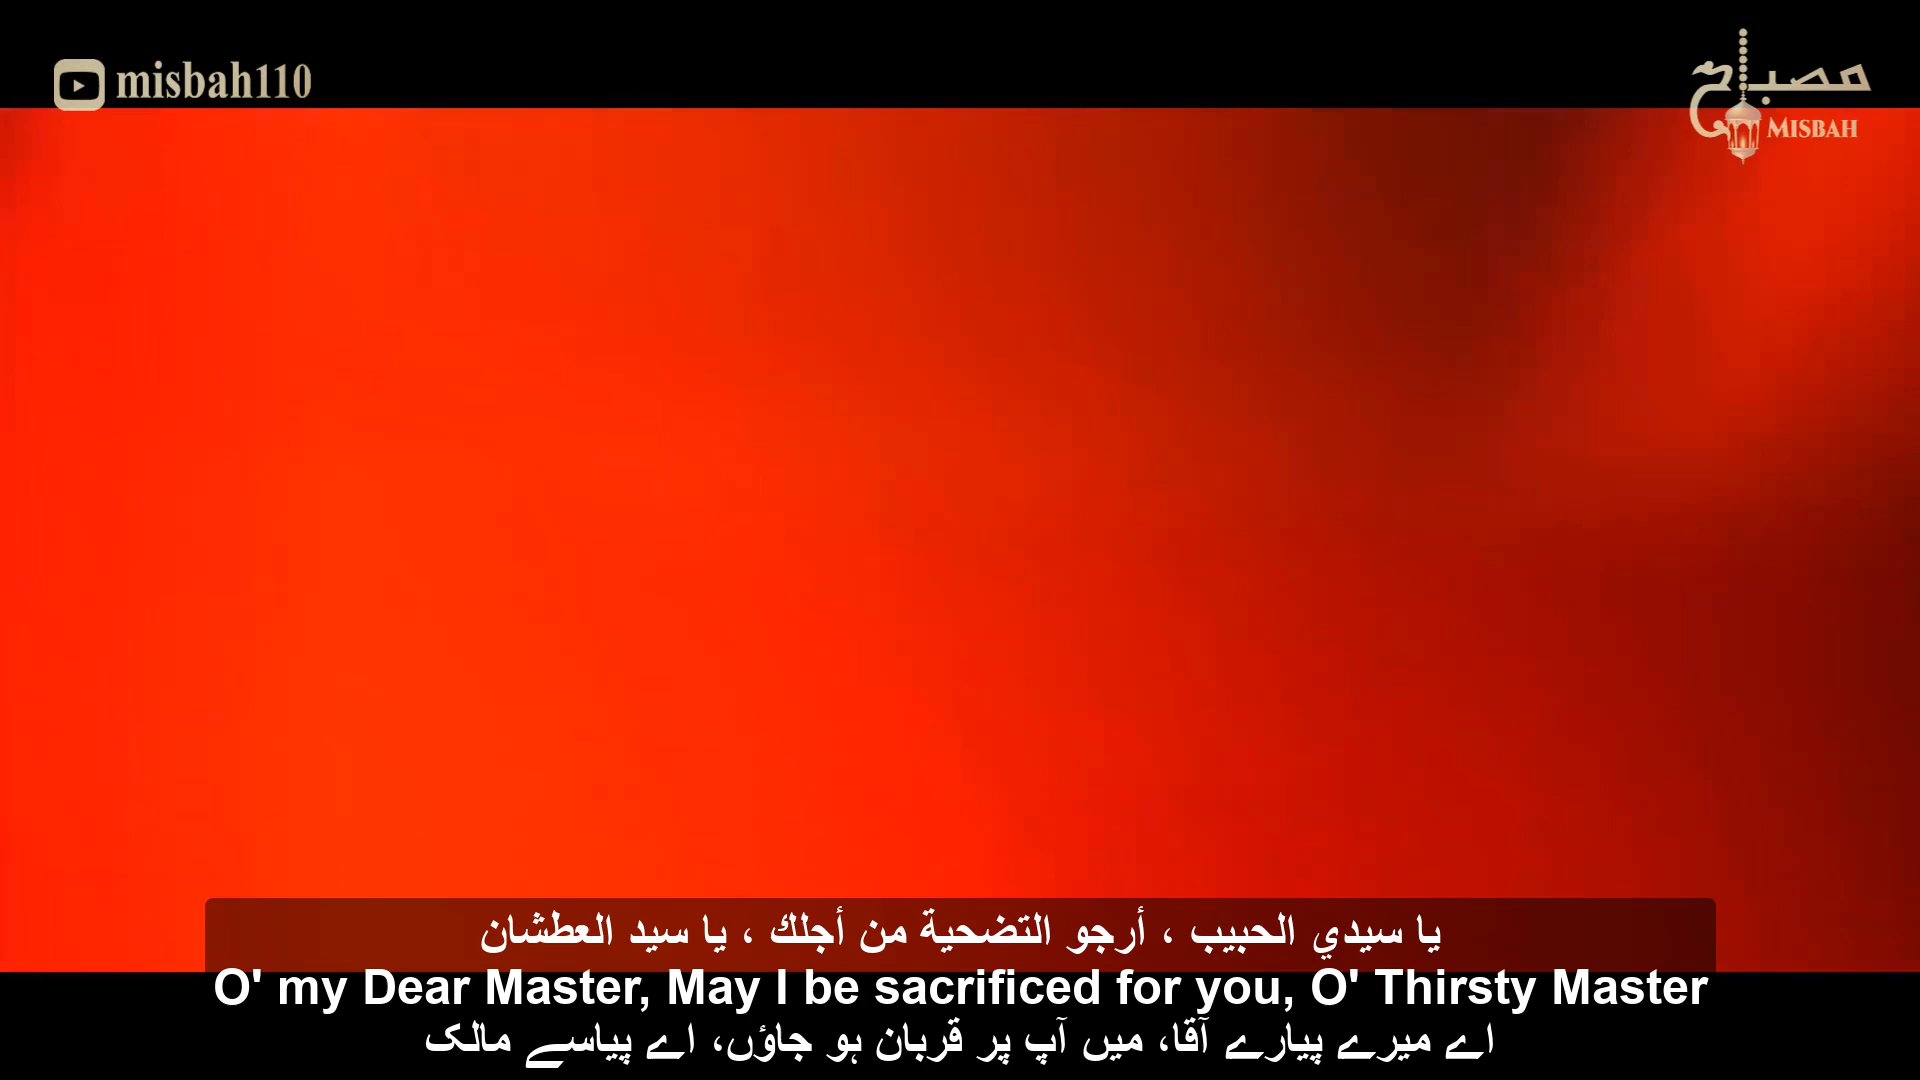 misbah110
مصباح
MISBAH
يا سيدي الحبيب ، أرجو التضحية من أجلك ، يا سيد العطشان
O' my Dear Master, May I be sacrificed for you, O' Thirsty Master
اے میرے پیارے آقا، میں آپ پر قربان ہو جاؤں، اے پیاسے مالک